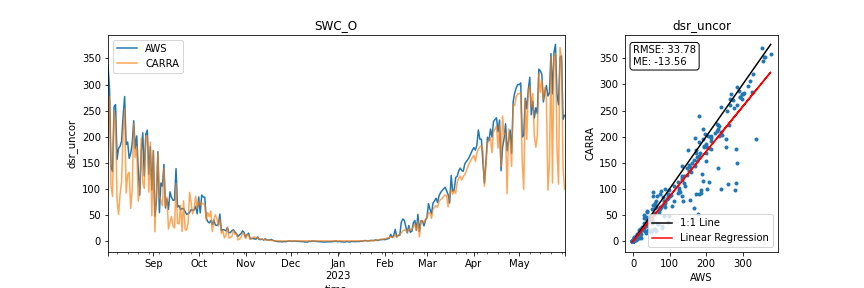 SWC_O
dsr_uncor
350
300
250
200
150
100
50
0
AWS
CARRA
Sep Oct Nov Dec Jan Feb Mar Apr May
2023
time
dsr_uncor
CARRA
350
300
250
200
150
100
50
0
RMSE: 33.78
ME: -13.56
1:1 Line
Linear Regression
0 100 200 300
AWS